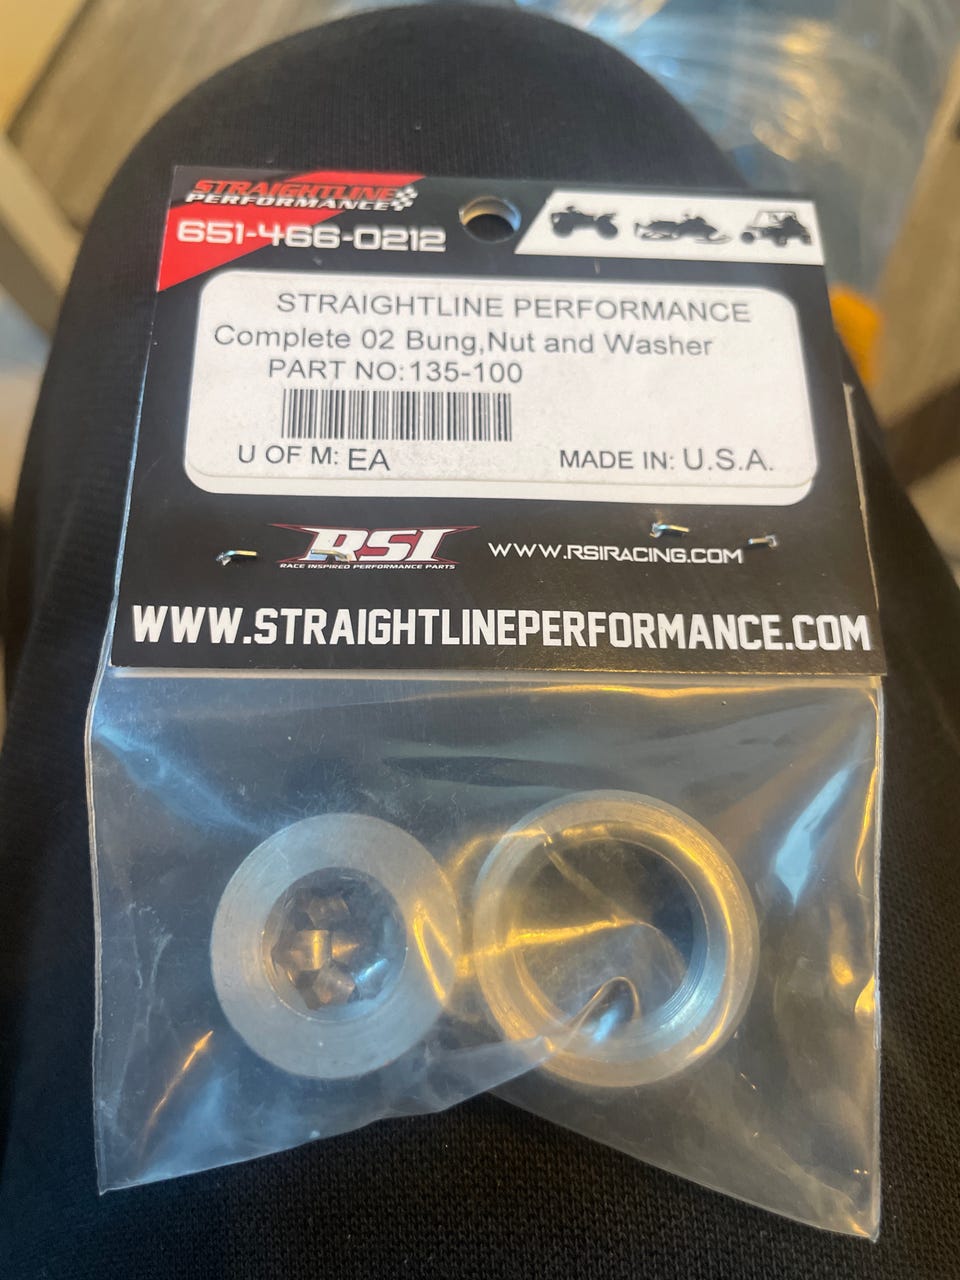 STRAIGHTLINE
PERFORMANCE
651-466-0212
STRAIGHTLINE PERFORMANCE
Complete 02 Bung,Nut and Washer
PART NO:135-100
U OF M: EA
MADE IN: U.S.A.
RSI
RACE INSPIRED PERFORMANCE PARTS
WWW.RSIRACING.COM
WWW.STRAIGHTLINEPERFORMANCE.COM